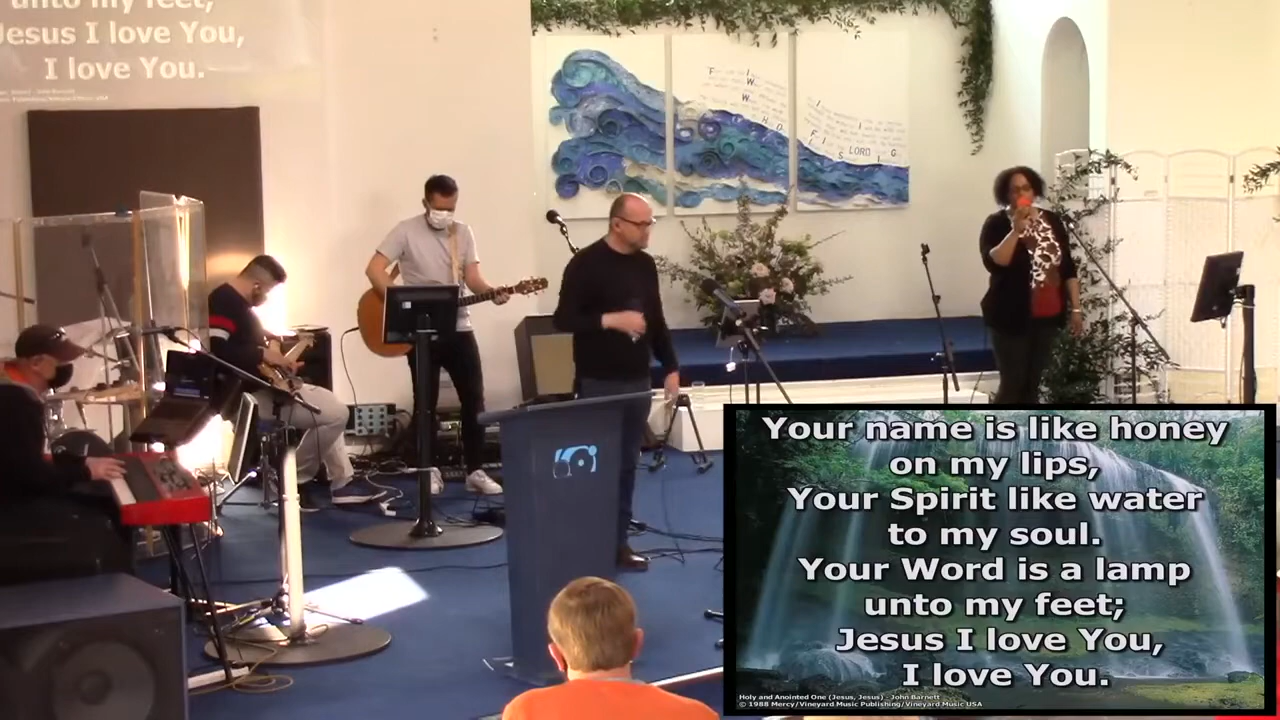 unto my feet;
Jesus I love You,
I love You.
LORD
Your name is like honey
on my lips,
Your Spirit like water
to my soul.
Your Word is a lamp
unto my feet;
Jesus I love You,
I love You.
Holy and Anointed One (Jesus, Jesus) - John Barnett
© 1988 Mercy/Vineyard Music Publishing/Vineyard Music USA